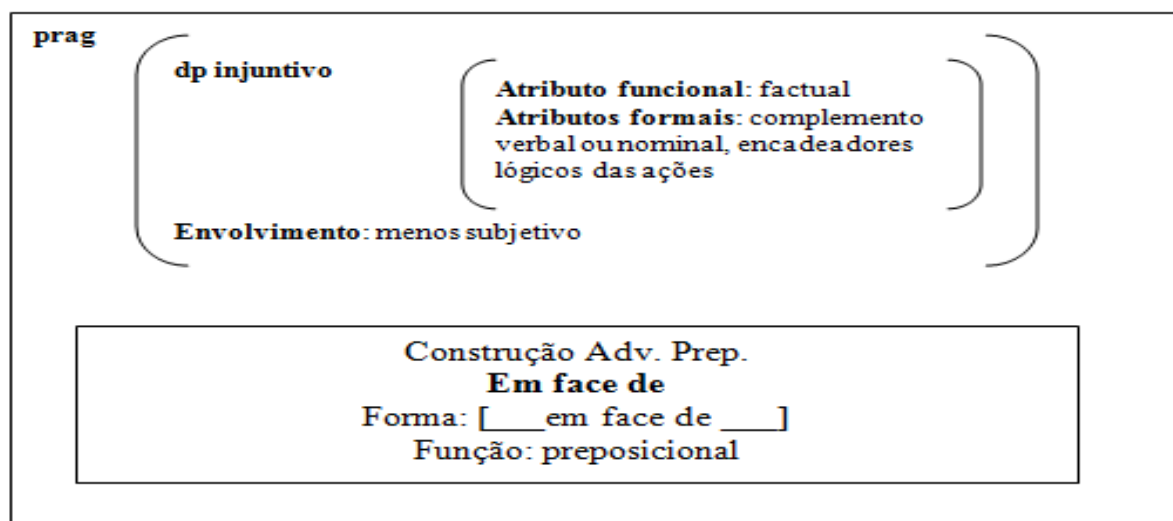 prag
dp injuntivo
Atributo funcional: factual
Atributos formais: complemento
verbal ou nominal, encadeadores
lógicos das ações
Envolvimento: menos subjetivo
Construção Adv. Prep.
Em face de
Forma: [___em face de ___]
Função: preposicional